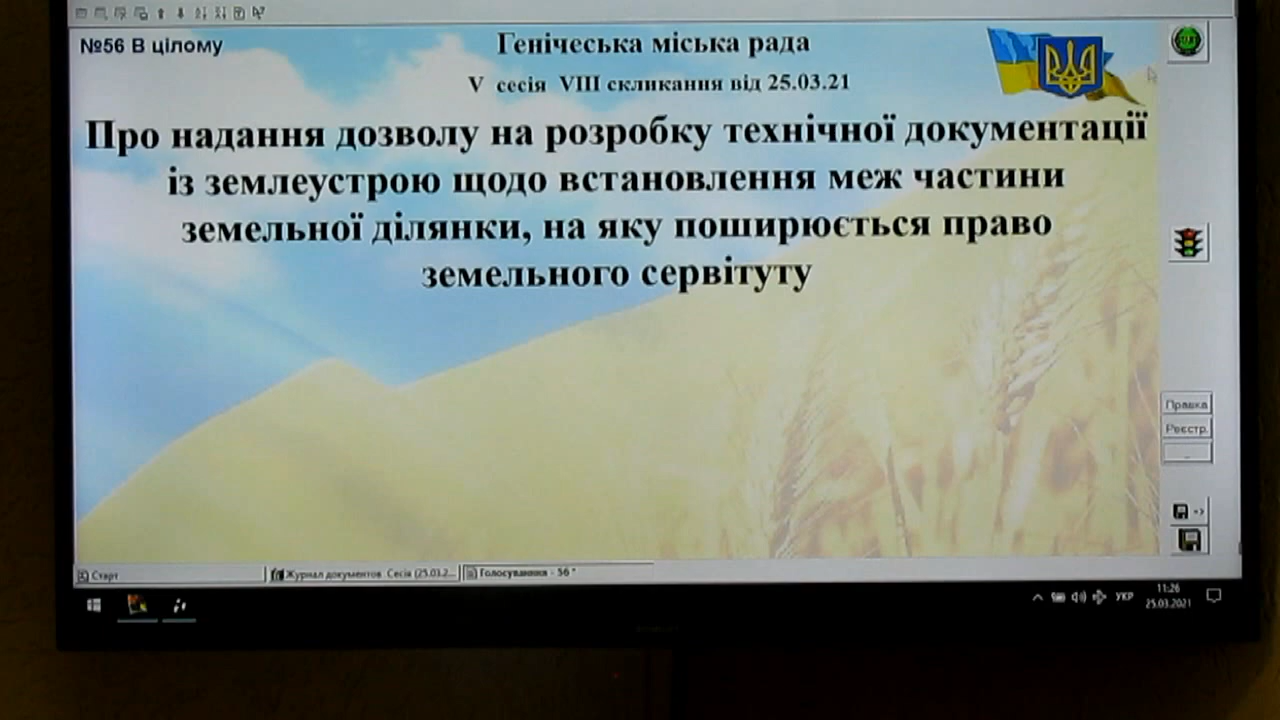 №56 В цілому
Генічеська міська рада
V сесія VIII скликання від 25.03.21
Про надання дозволу на розробку технічної документації
із землеустрою щодо встановлення меж частини
земельної ділянки, на яку поширюється право
земельного сервітуту
Правка
Реєстр.
Старт
Журнал документов Сесія (25.03.2...
Голосування - 56 *
УКР
11:26
25.03.2021